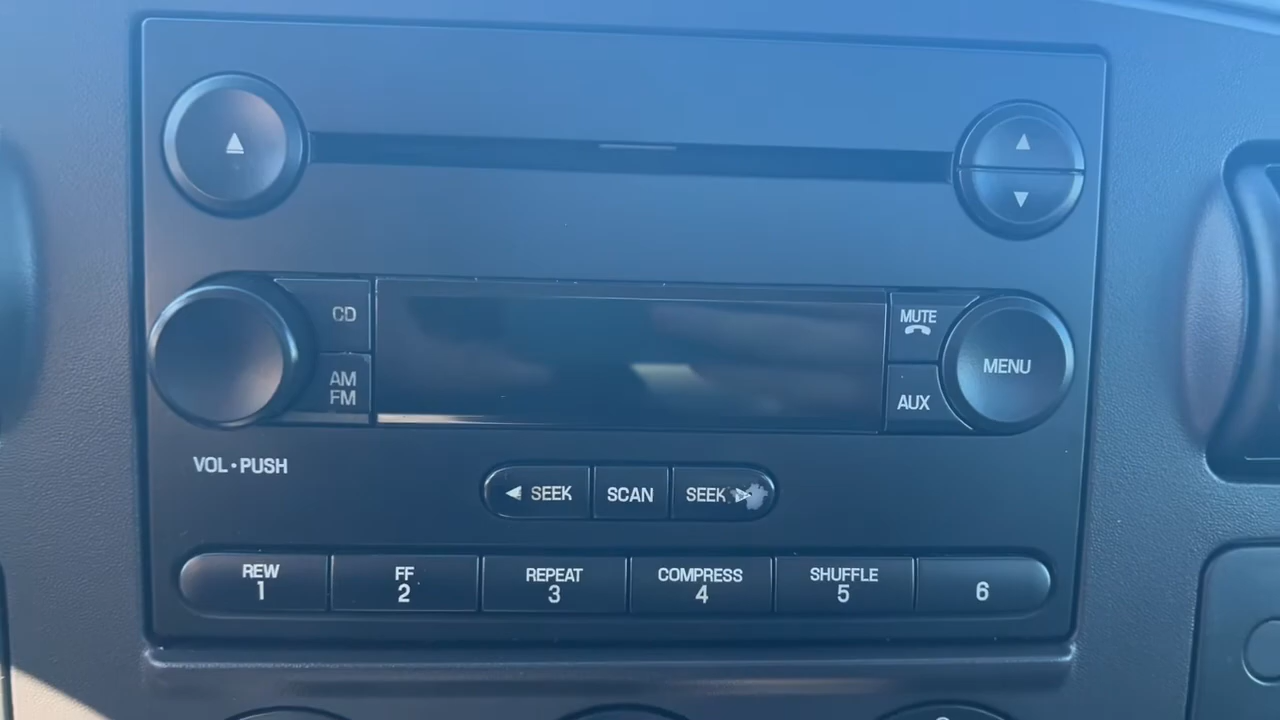 CD
MUTE
AM
FM
MENU
AUX
VOL•PUSH
SEEK SCAN SEEK
REW FF REPEAT COMPRESS SHUFFLE
1 2 3 4 5 6